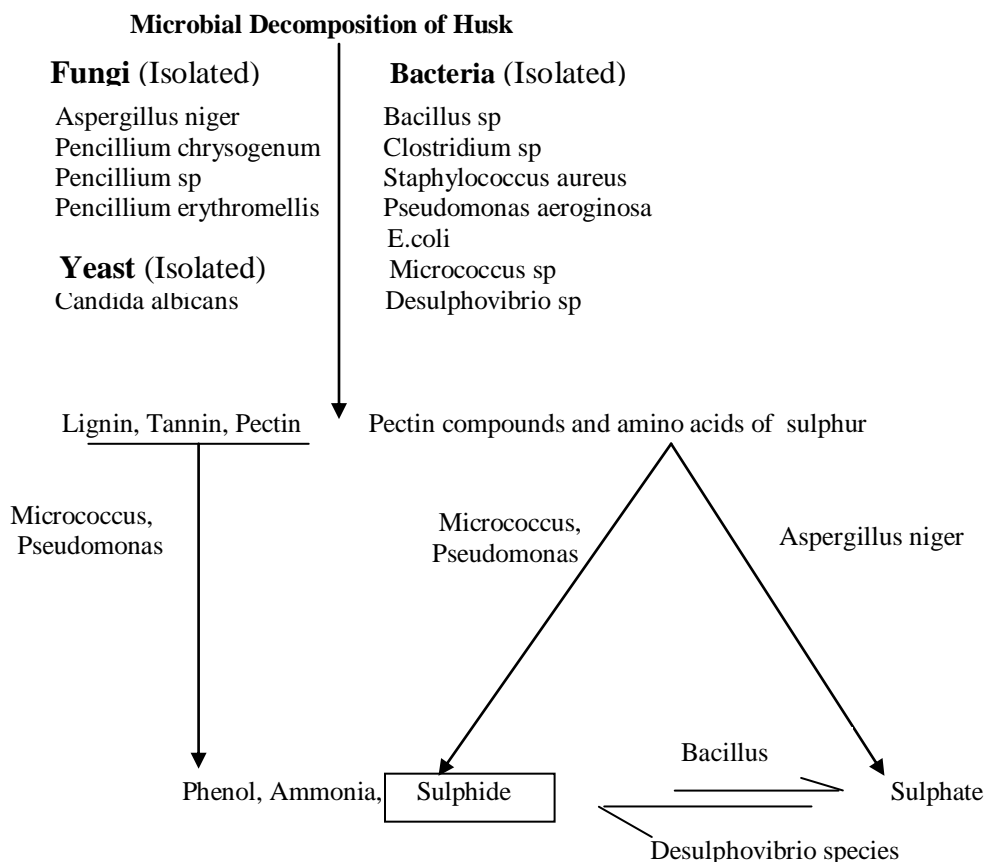 Microbial Decomposition of Husk
Fungi (Isolated)
Aspergillus niger
Pencillium chrysogenum
Pencillium sp
Pencillium erythromellis
Yeast (Isolated)
Candida albicans
Bacteria (Isolated)
Bacillus sp
Clostridium sp
Staphylococcus aureus
Pseudomonas aeroginosa
E.coli
Micrococcus sp
Desulphovibrio sp
Lignin, Tannin, Pectin
Pectin compounds and amino acids of sulphur
Micrococcus,
Pseudomonas
Micrococcus,
Pseudomonas
Aspergillus niger
Phenol, Ammonia, Sulphide
Bacillus
Sulphate
Desulphovibrio species